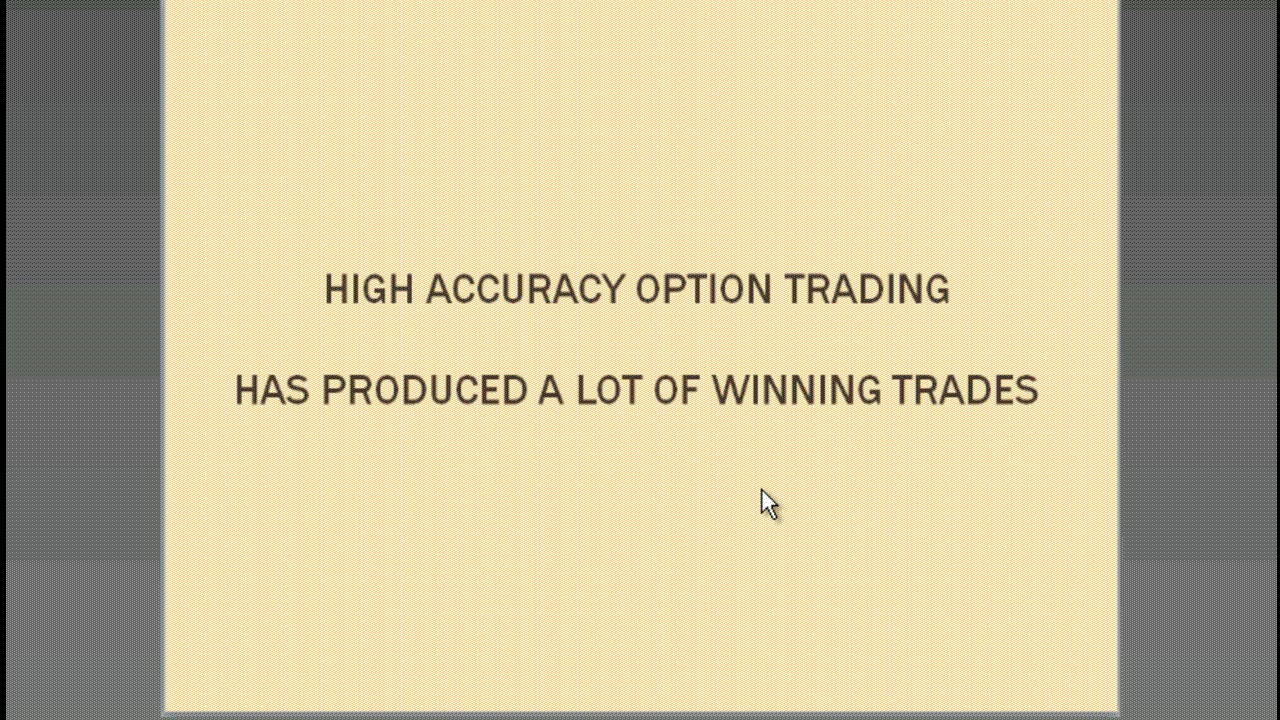 HIGH ACCURACY OPTION TRADING
HAS PRODUCED A LOT OF WINNING TRADES